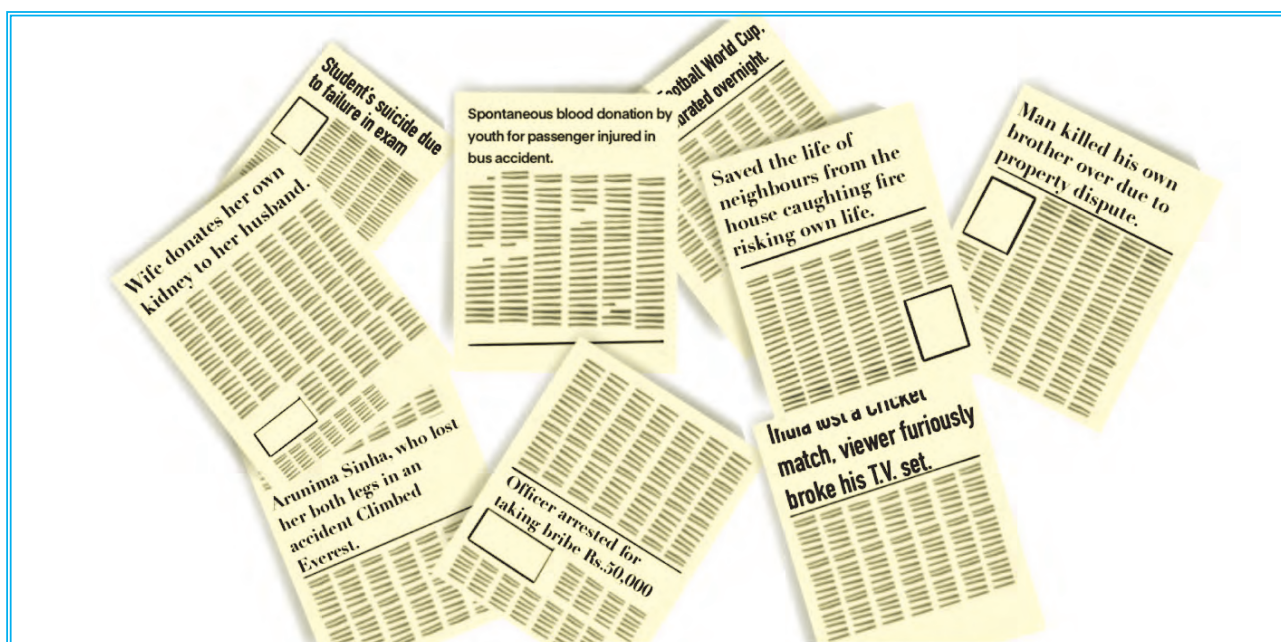 Student's suicide due
to failure in exam
Spontaneous blood donation by
youth for passenger injured in
bus accident.
Football World Cup,
overnight.
Saved the life of
neighbours from the
house caughting fire
risking own life.
Man killed his own
brother over due to
property dispute.
Wife donates her own
kidney to her husband.
Arunima Sinha, who lost
her both legs in an
accident Climbed
Everest.
Officer arrested for
taking bribe Rs.50,000
India lost a Cricket
match, viewer furiously
broke his T.V. set.